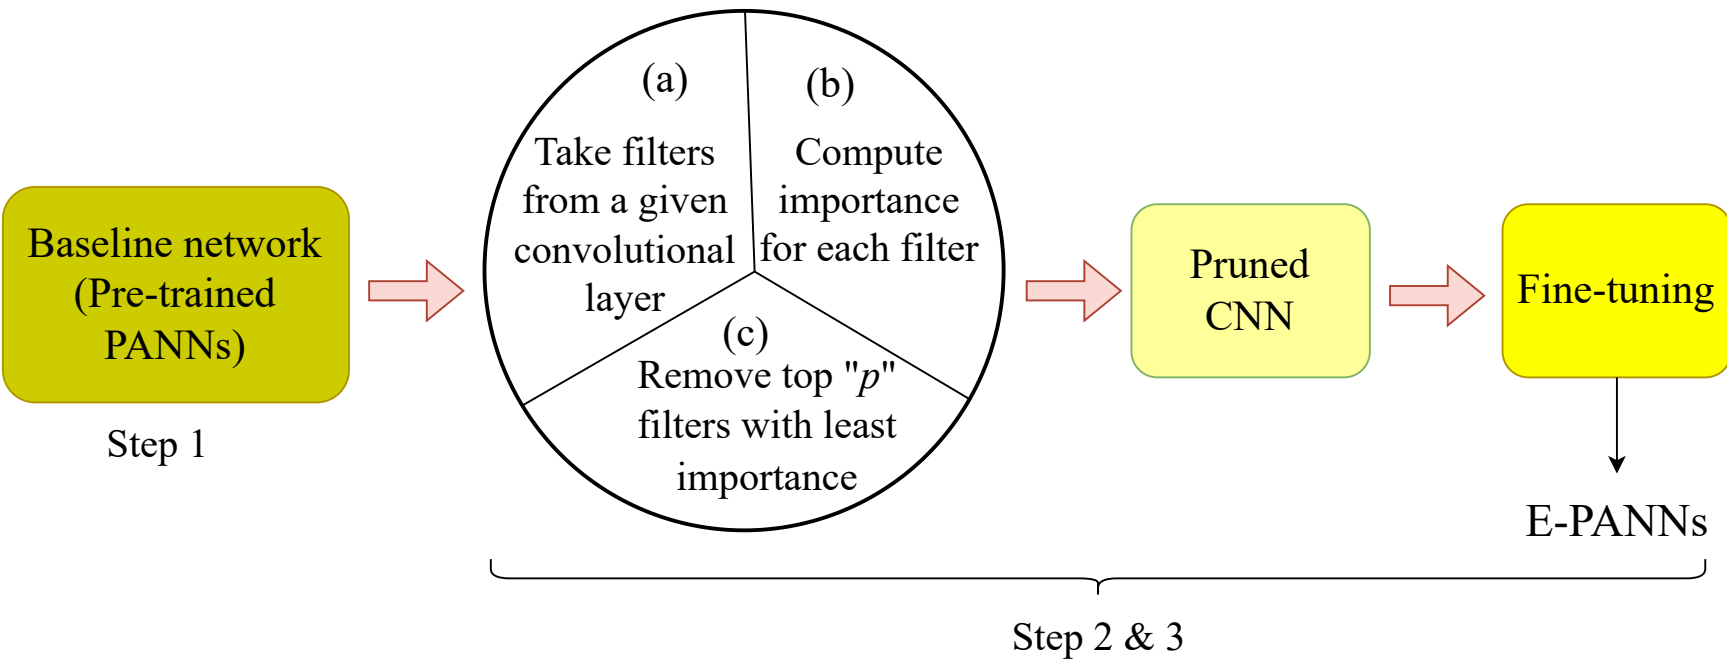 Baseline network
(Pre-trained
PANNs)
Step 1
(a)
Take filters
from a given
convolutional
layer
(b)
Compute
importance
for each filter
(c)
Remove top "p"
filters with least
importance
Pruned
CNN
Fine-tuning
E-PANNs
Step 2 & 3